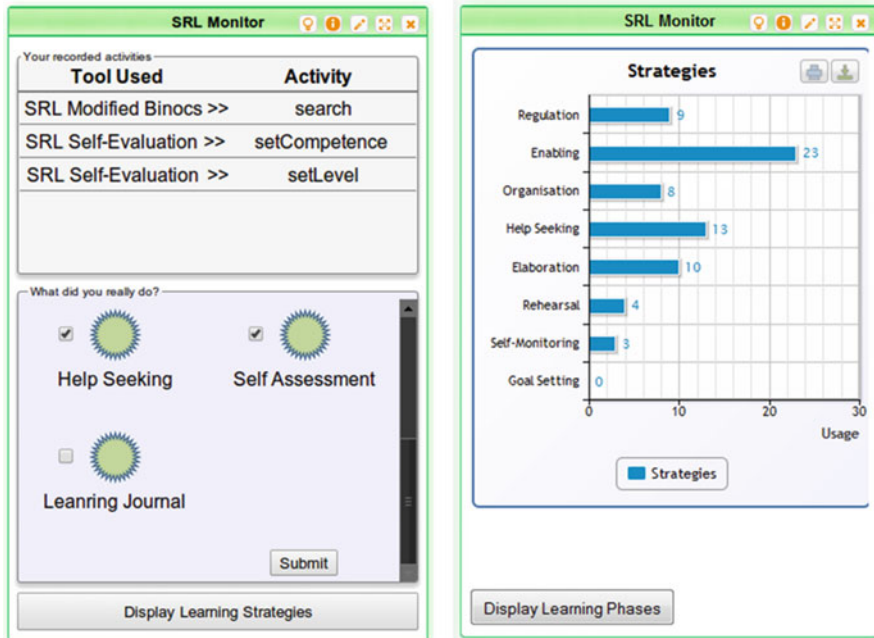 SRL Monitor
Your recorded activities
Tool Used Activity
SRL Modified Binocs >> search
SRL Self-Evaluation >> setCompetence
SRL Self-Evaluation >> setLevel
What did you really do?
Help Seeking Self Assessment
Leanring Journal
Submit
Display Learning Strategies
SRL Monitor
Strategies
Regulation 9
Enabling 23
Organisation 8
Help Seeking 13
Elaboration 10
Rehearsal 4
Self-Monitoring 3
Goal Setting 0
0 10 20 30
Usage
Strategies
Display Learning Phases